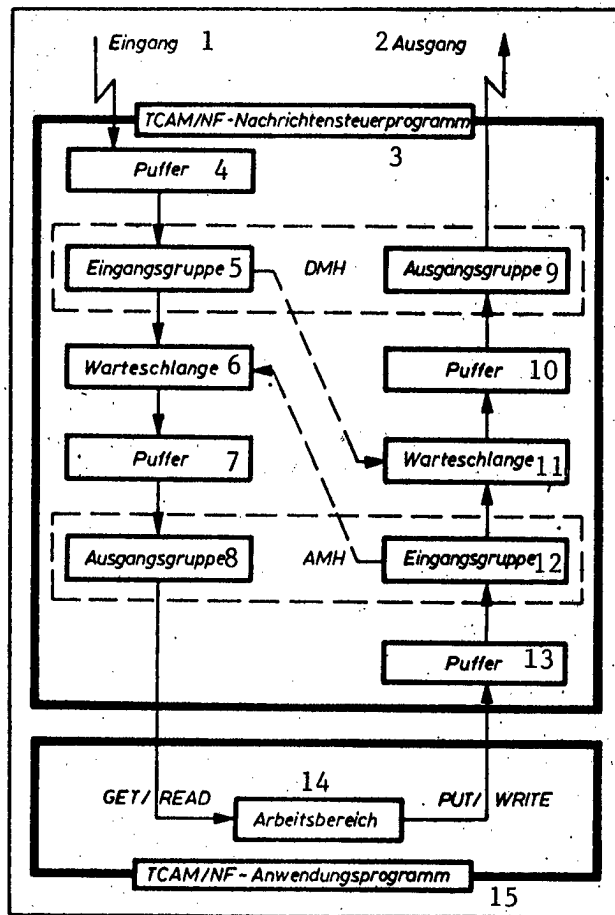 Eingang 1 2 Ausgang
TCAM/NF-Nachrichtensteuerprogramm
3
Puffer 4
Eingangsgruppe 5 DMH Ausgangsgruppe 9
Warteschlange 6 Puffer 10
Puffer 7 Warteschlange 11
Ausgangsgruppe 8 AMH Eingangsgruppe 12
Puffer 13
14
GET/ READ Arbeitsbereich PUT/ WRITE
TCAM/NF-Anwendungsprogramm
15